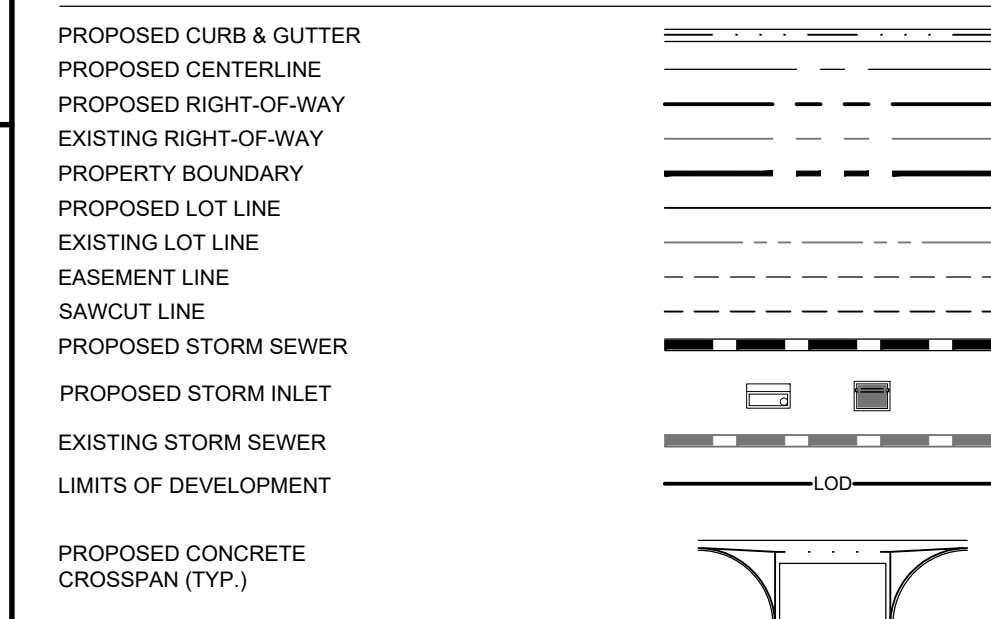 PROPOSED CURB & GUTTER
PROPOSED CENTERLINE
PROPOSED RIGHT-OF-WAY
EXISTING RIGHT-OF-WAY
PROPERTY BOUNDARY
PROPOSED LOT LINE
EXISTING LOT LINE
EASEMENT LINE
SAWCUT LINE
PROPOSED STORM SEWER
PROPOSED STORM INLET
EXISTING STORM SEWER
LIMITS OF DEVELOPMENT
LOD
PROPOSED CONCRETE
CROSSPAN (TYP.)